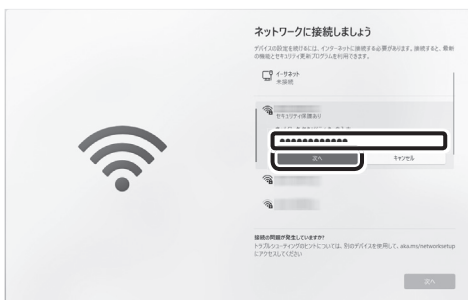 ネットワークに接続しましょう
デバイスの設定を続けるには、インターネットに接続する必要があります。接続すると、最新
の機能とセキュリティ更新プログラムを利用できます。
イーサネット
未接続
セキュリティ保護あり
●●●●●●●●●●●●
次へ
キャンセル
接続の問題が発生していますか?
トラブルシューティングのヒントについては、別のデバイスを使用して、aka.ms/networksetup
にアクセスしてください
次へ